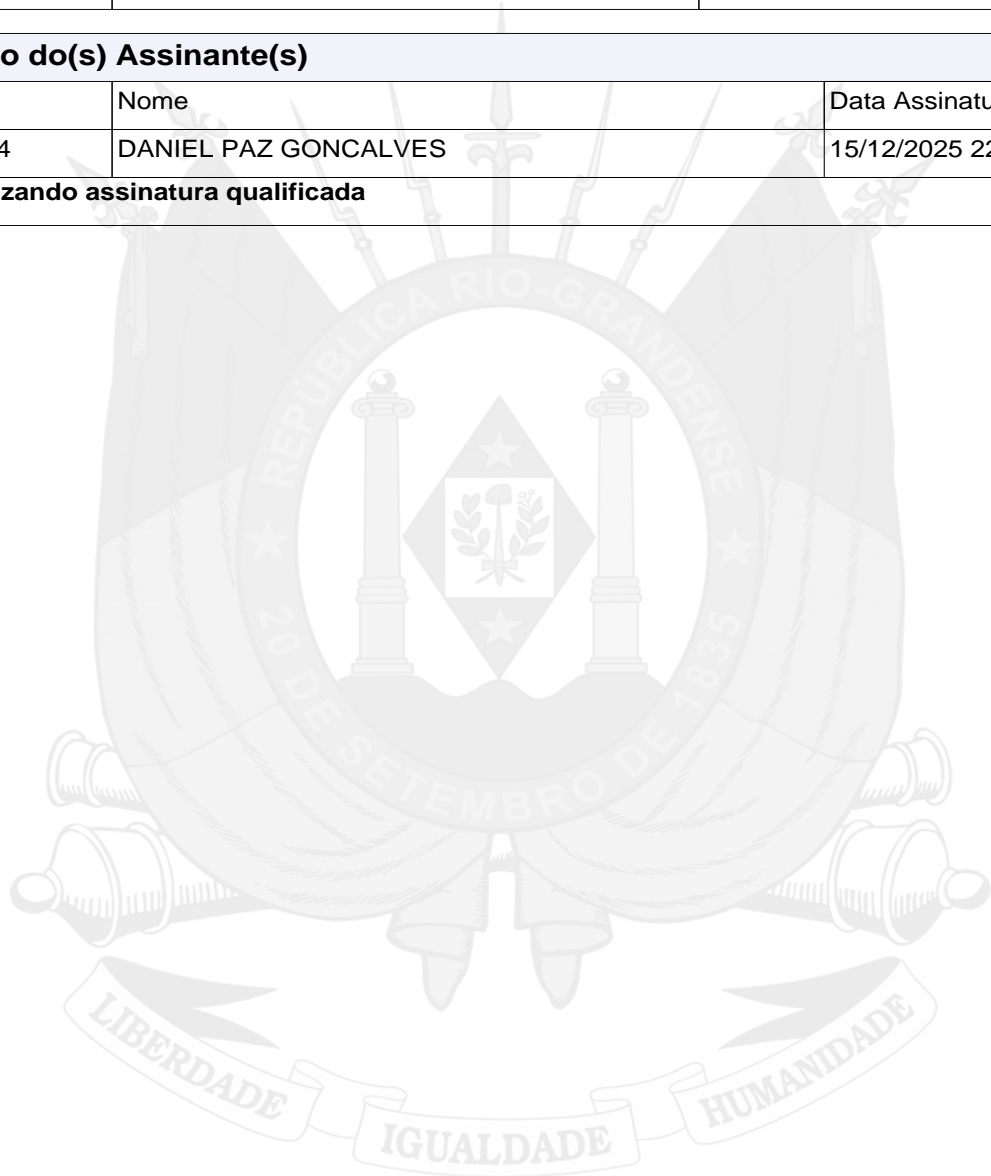 o do(s) Assinante(s)
Nome Data Assinatu
4 DANIEL PAZ GONCALVES 15/12/2025 22
zando assinatura qualificada
REPÚBLICA RIO-GRANDENSE
20 DE SETEMBRO DE 1835
LIBERDADE IGUALDADE HUMANIDADE